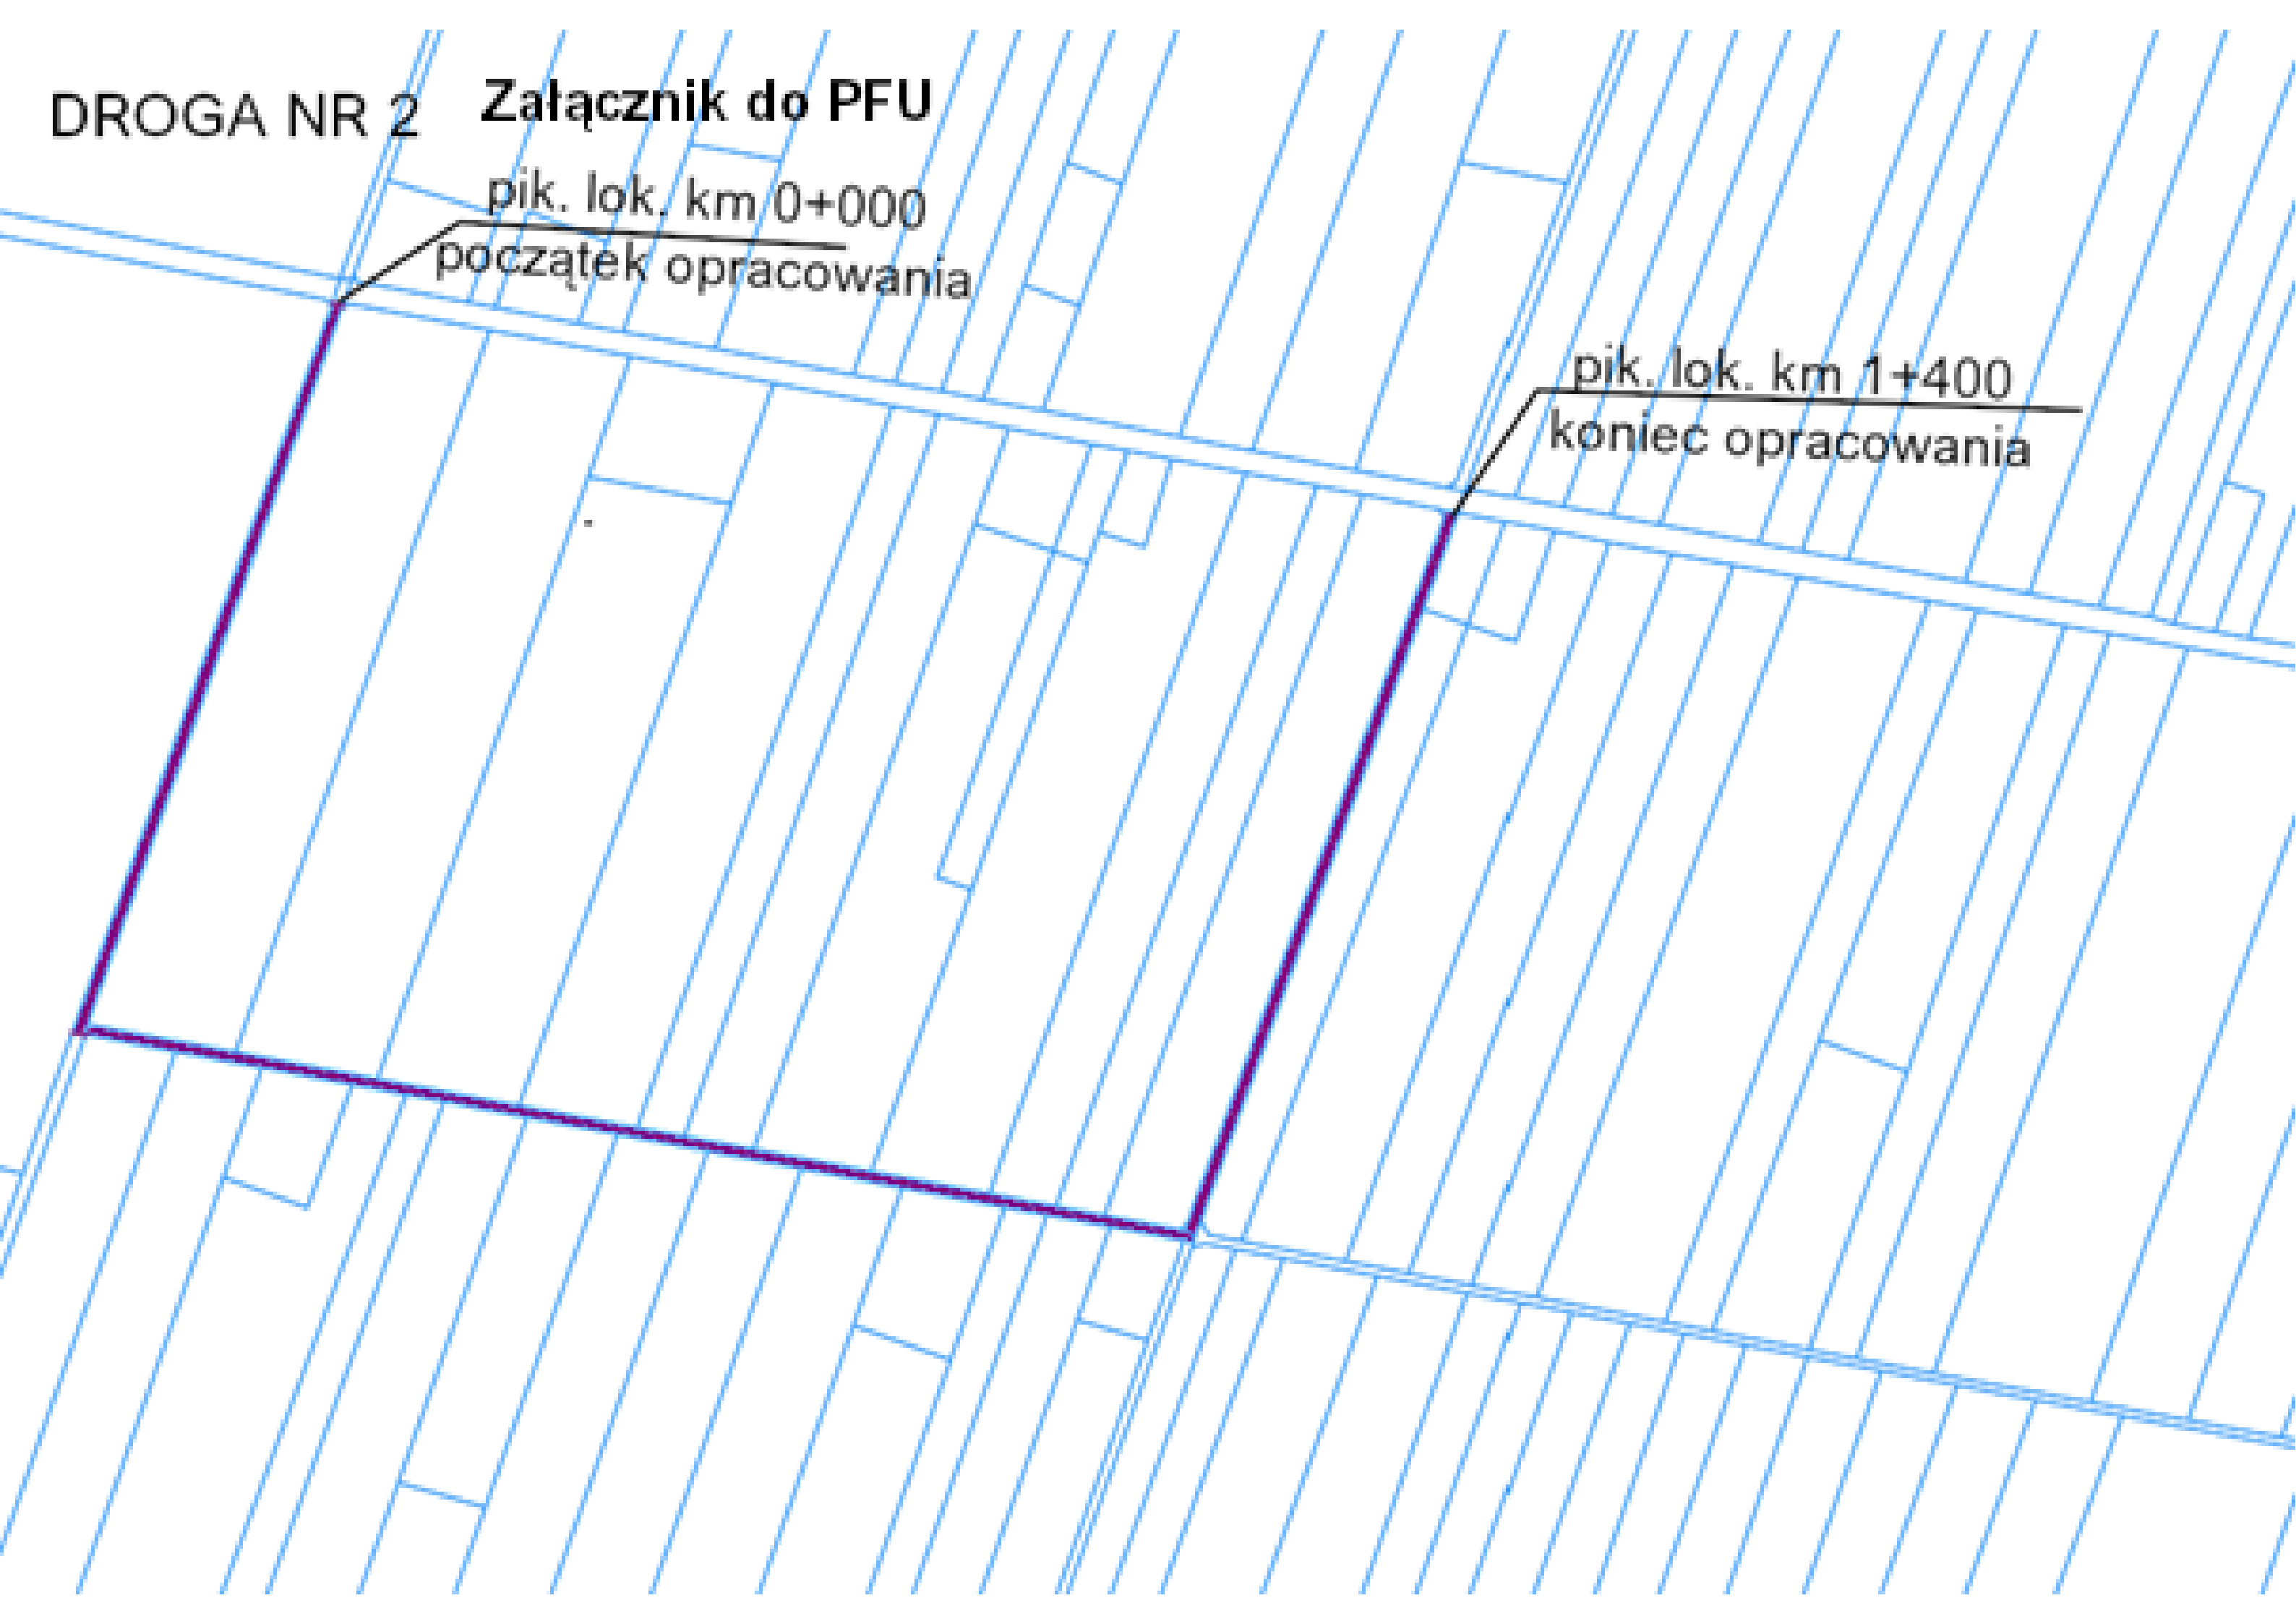 DROGA NR 2
Załącznik do PFU
pik. lok. km 0+000
początek opracowania
pik. lok. km 1+400
koniec opracowania